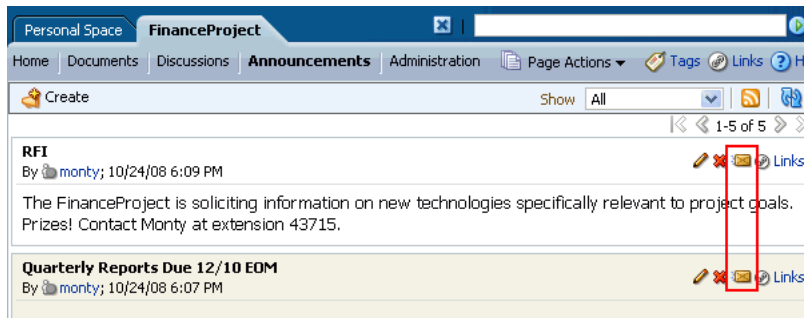 Personal Space FinanceProject
Home Documents Discussions Announcements Administration Page Actions Tags Links
Create Show All
1-5 of 5
RFI
By monty; 10/24/08 6:09 PM Links
The FinanceProject is soliciting information on new technologies specifically relevant to project goals.
Prizes! Contact Monty at extension 43715.
Quarterly Reports Due 12/10 EOM
By monty; 10/24/08 6:07 PM Links